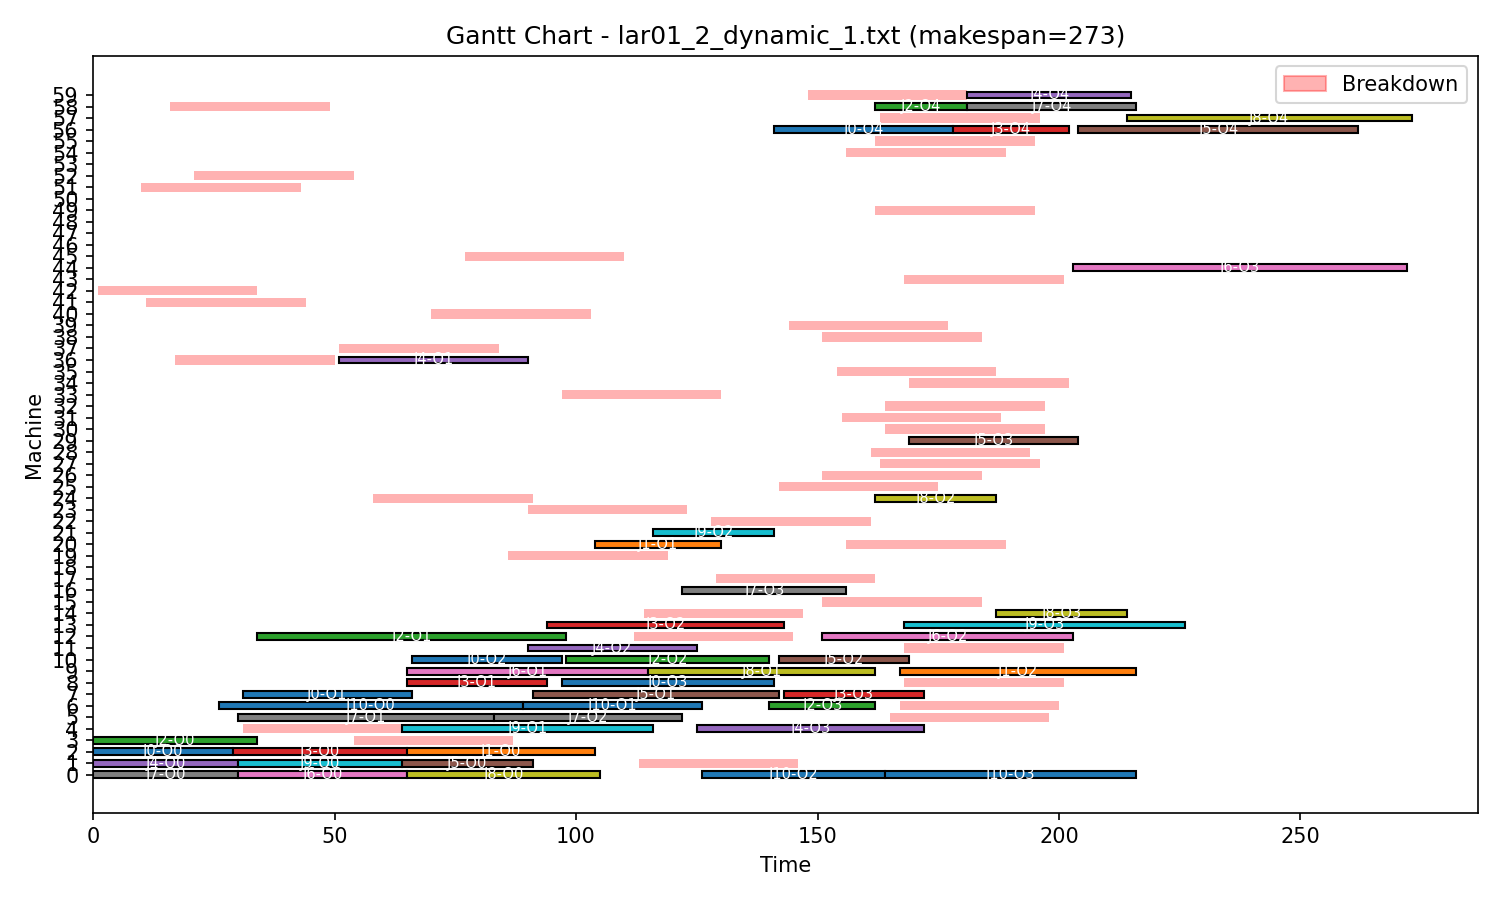 Gantt Chart - lar01_2_dynamic_1.txt (makespan=273)
Breakdown
Machine
59 J4-O4
58 J2-O4 J7-O4
57 J8-O4
56 J0-O4 J3-O4 J5-O4
55
54
53
52
51
50
49
48
47
46
45
44 J6-O3
43
42
41
40
39
38
37
36 J4-O1
35
34
33
32
31
30
29 J5-O3
28
27
26
25
24 J8-O2
23
22
21 J9-O2
20 J1-O1
19
18
17
16 J7-O3
15
14 J8-O3
13 J3-O2 J9-O3
12 J2-O1 J6-O2
11 J4-O2
10 J0-O2 J2-O2 J5-O2
9 J6-O1 J8-O1 J1-O2
8 J3-O1 J0-O3
7 J0-O1 J5-O1 J3-O3
6 J10-O0 J10-O1 J2-O3
5 J7-O1 J7-O2
4 J9-O1 J4-O3
3 J2-O0
2 J0-O0 J3-O0 J1-O0
1 J4-O0 J9-O0 J5-O0
0 J7-O0 J6-O0 J8-O0 J10-O2 J10-O3
0 50 100 150 200 250
Time